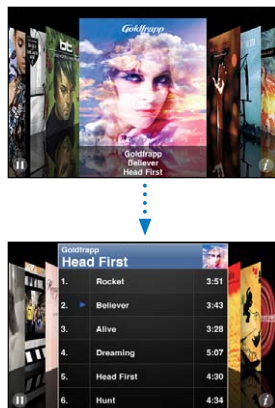 Goldfrapp
bt
Goldfrapp
Believer
Head First
i
Goldfrapp
Head First
1. Rocket 3:51
2. Believer 3:43
3. Alive 3:28
4. Dreaming 5:07
5. Head First 4:30
6. Hunt 4:34
i